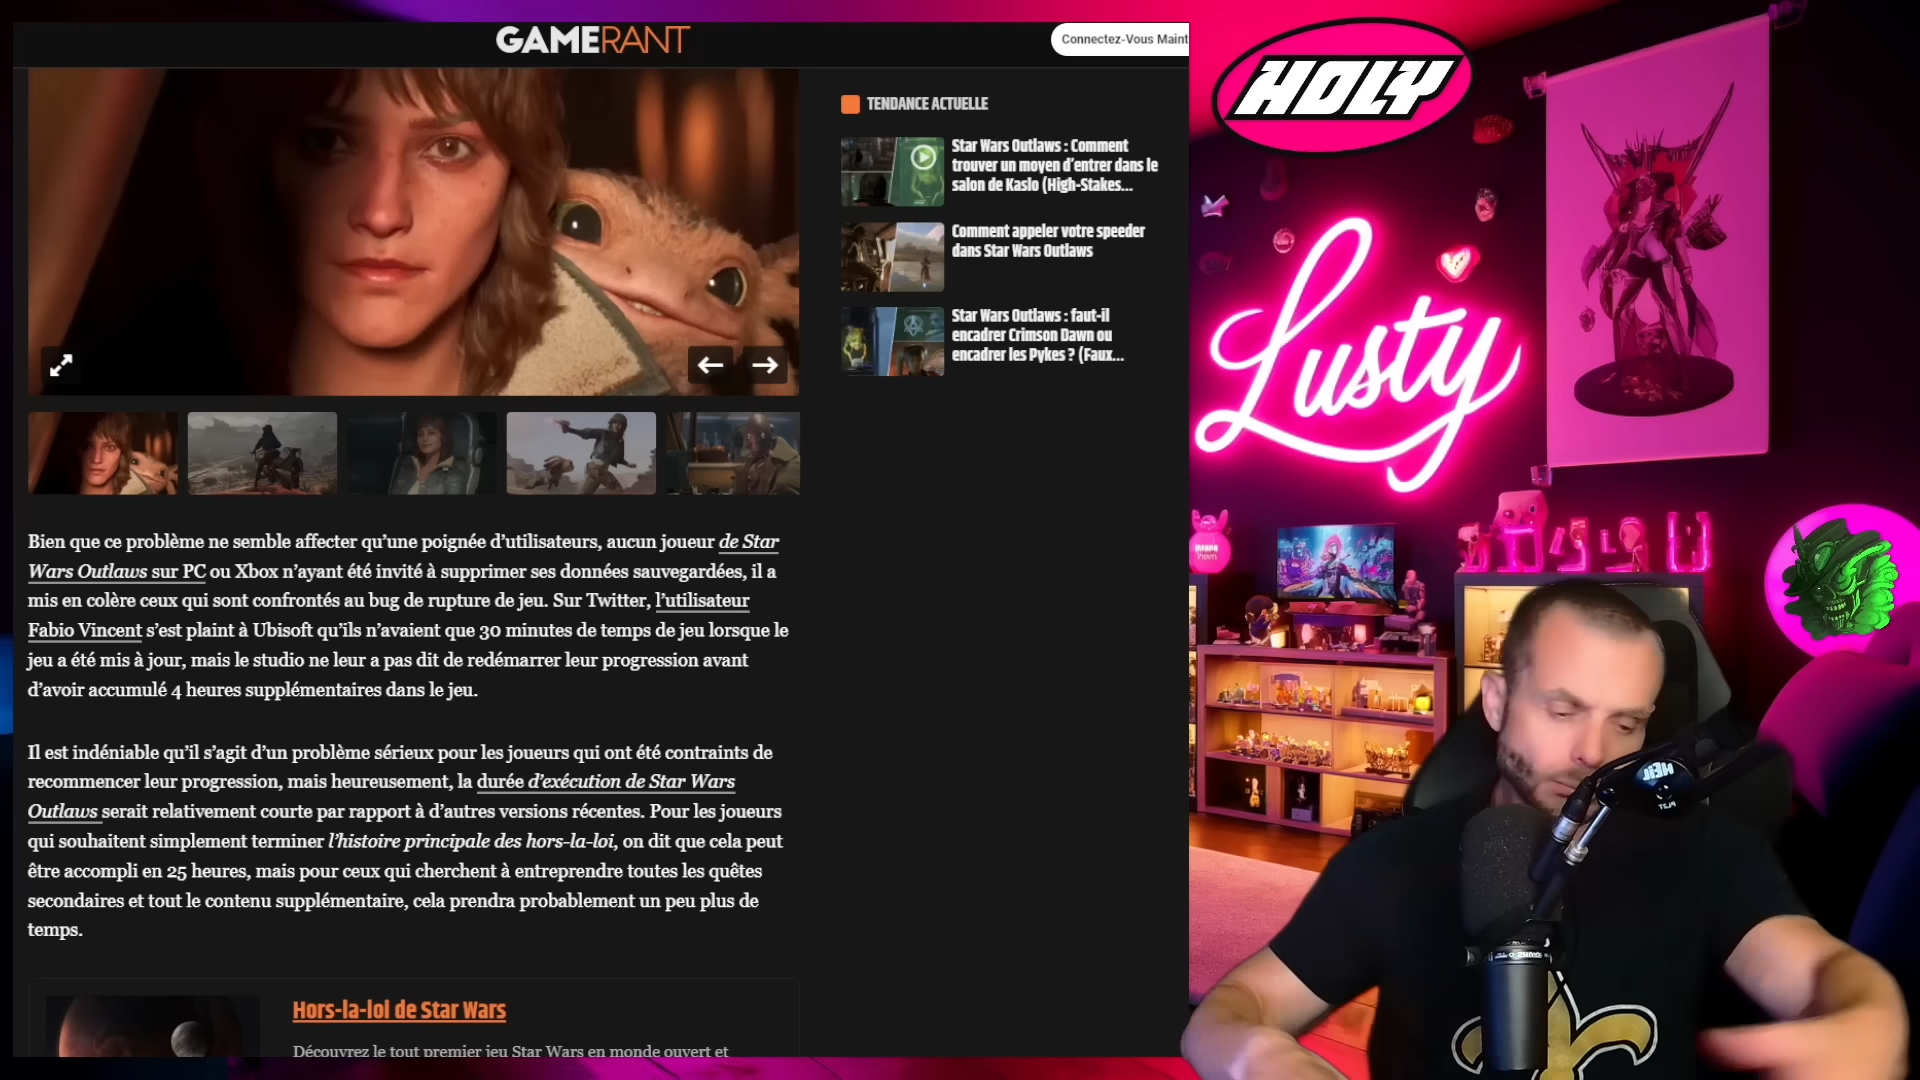 GAMERANT
Connectez-Vous Maint
TENDANCE ACTUELLE
Star Wars Outlaws : Comment
trouver un moyen d'entrer dans le
salon de Kaslo (High-Stakes...
Comment appeler votre speeder
dans Star Wars Outlaws
Star Wars Outlaws : faut-il
encadrer Crimson Dawn ou
encadrer les Pykes ? (Faux...
Bien que ce problème ne semble affecter qu’une poignée d’utilisateurs, aucun joueur de Star
Wars Outlaws sur PC ou Xbox n’ayant été invité à supprimer ses données sauvegardées, il a
mis en colère ceux qui sont confrontés au bug de rupture de jeu. Sur Twitter, l’utilisateur
Fabio Vincent s’est plaint à Ubisoft qu’ils n’avaient que 30 minutes de temps de jeu lorsque le
jeu a été mis à jour, mais le studio ne leur a pas dit de redémarrer leur progression avant
d’avoir accumulé 4 heures supplémentaires dans le jeu.
Il est indéniable qu’il s’agit d’un problème sérieux pour les joueurs qui ont été contraints de
recommencer leur progression, mais heureusement, la durée d’exécution de Star Wars
Outlaws serait relativement courte par rapport à d’autres versions récentes. Pour les joueurs
qui souhaitent simplement terminer l’histoire principale des hors-la-loi, on dit que cela peut
être accompli en 25 heures, mais pour ceux qui cherchent à entreprendre toutes les quêtes
secondaires et tout le contenu supplémentaire, cela prendra probablement un peu plus de
temps.
Hors-la-loi de Star Wars
Découvrez le tout premier jeu Star Wars en monde ouvert et
HOLY
Lusty